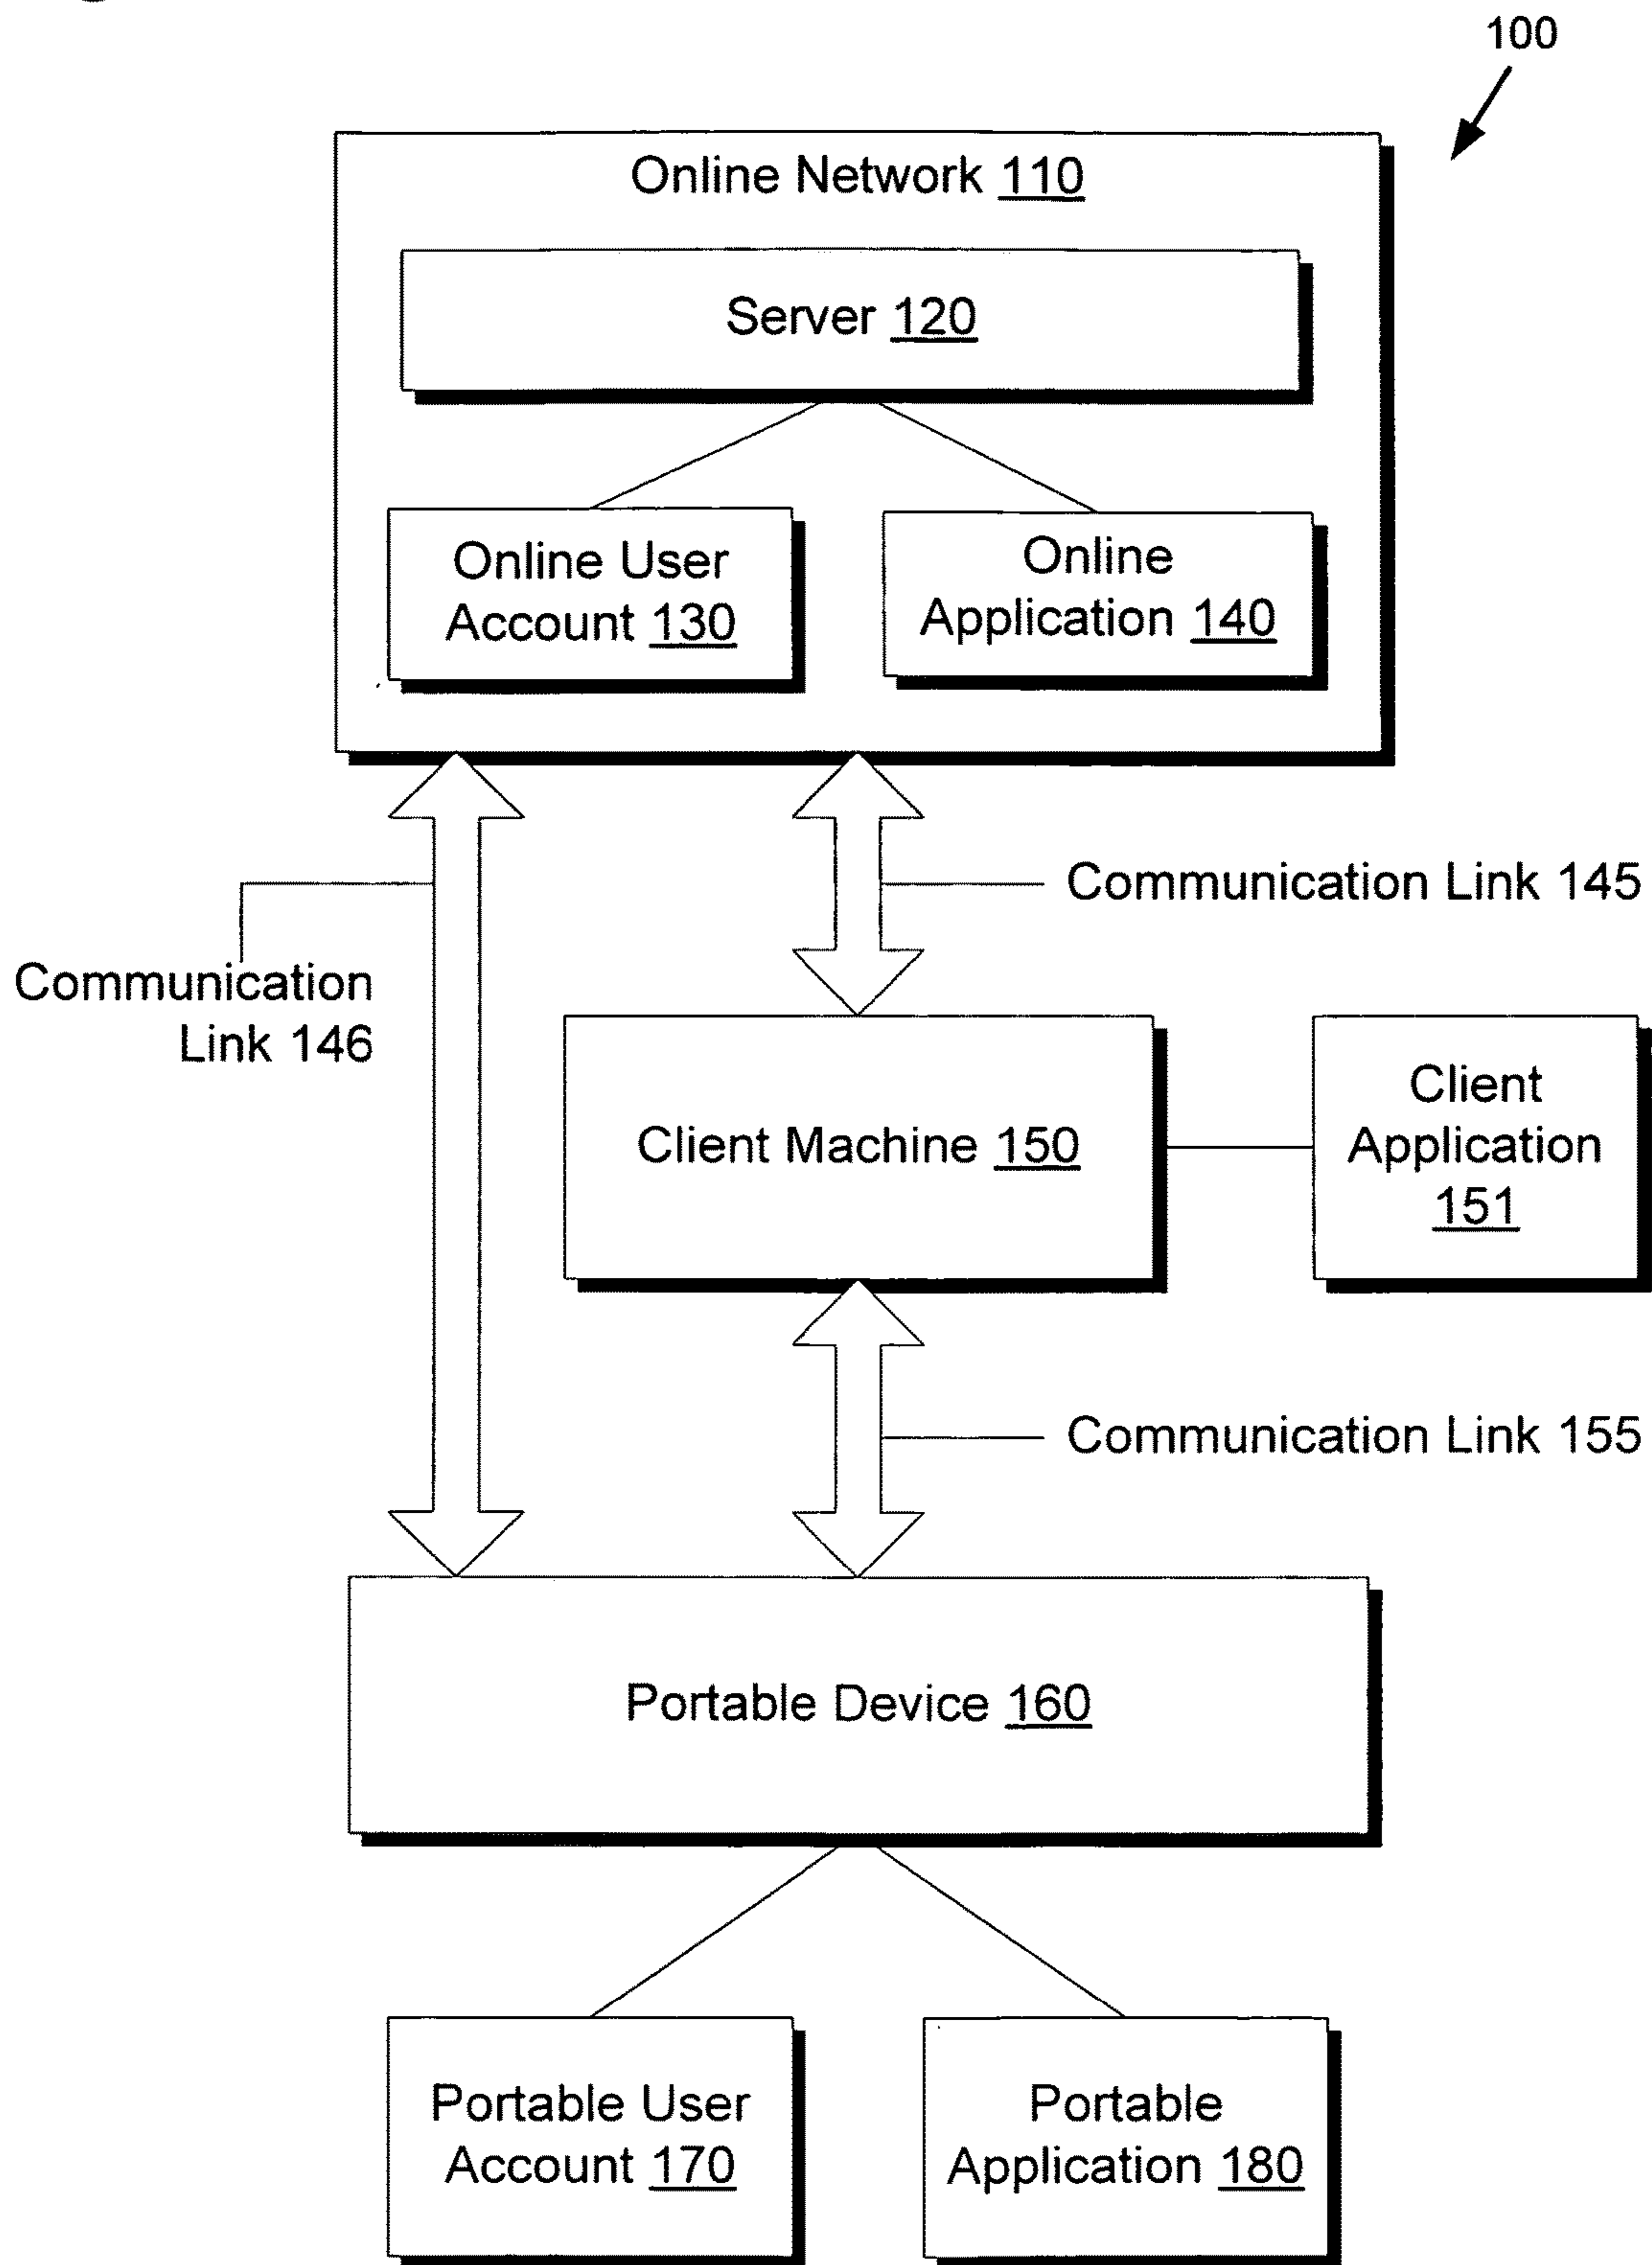 100
Online Network 110
Server 120
Online User
Account 130
Online
Application 140
Communication Link 145
Communication
Link 146
Client Machine 150
Client
Application
151
Communication Link 155
Portable Device 160
Portable User
Account 170
Portable
Application 180